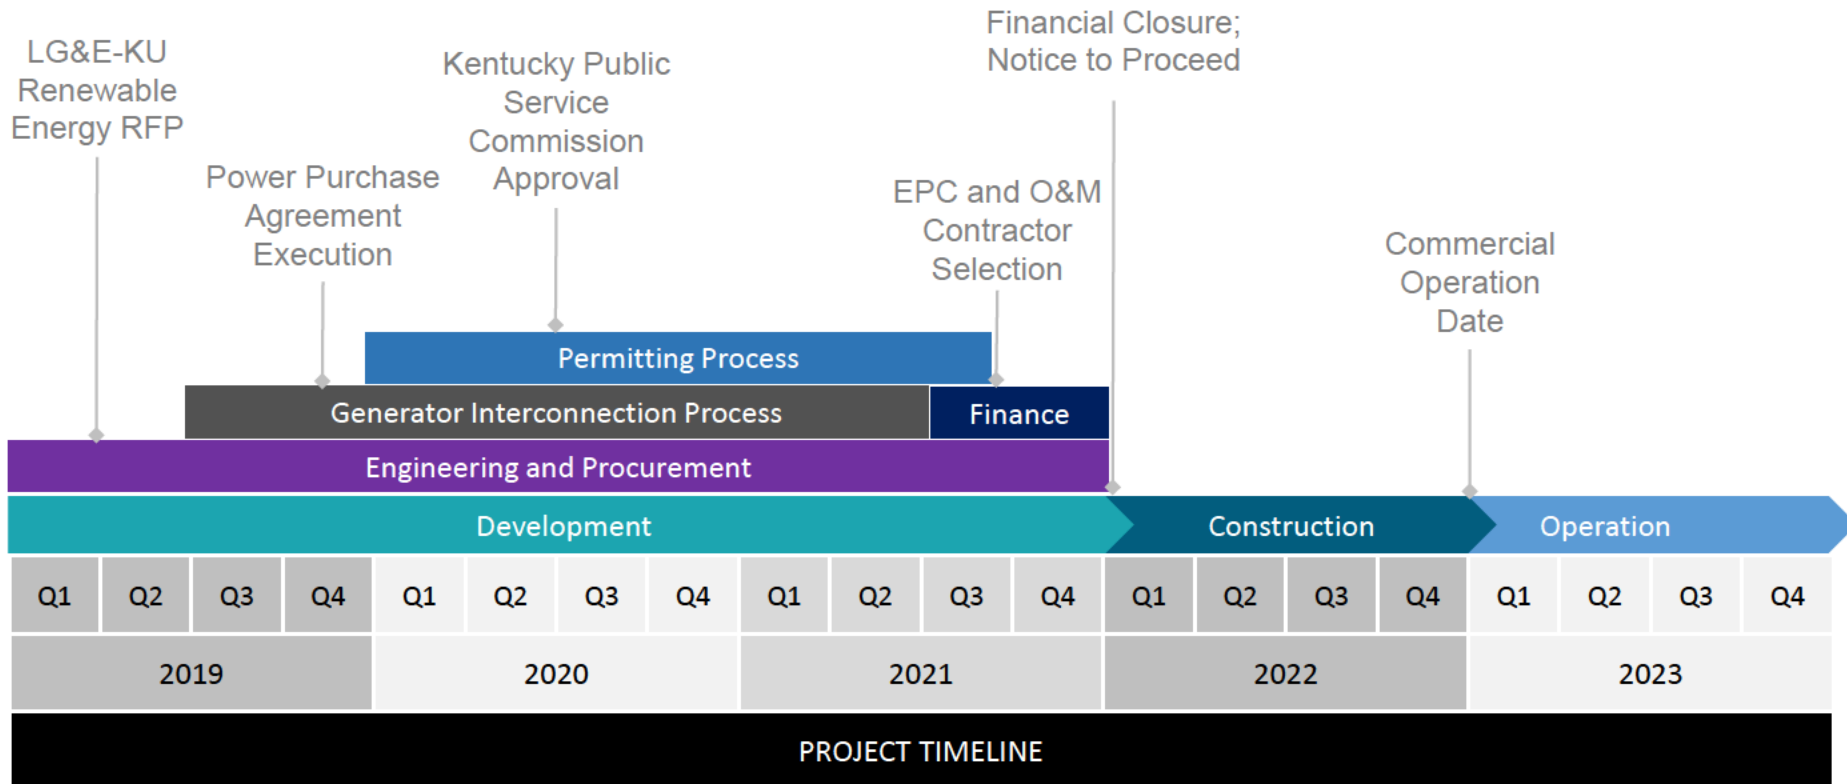 LG&E-KU
Renewable
Energy RFP
Power Purchase
Agreement
Execution
Kentucky Public
Service
Commission
Approval
EPC and O&M
Contractor
Selection
Financial Closure;
Notice to Proceed
Commercial
Operation
Date
Permitting Process
Generator Interconnection Process
Finance
Engineering and Procurement
Development
Construction
Operation
Q1 Q2 Q3 Q4 Q1 Q2 Q3 Q4 Q1 Q2 Q3 Q4 Q1 Q2 Q3 Q4 Q1 Q2 Q3 Q4
2019 2020 2021 2022 2023
PROJECT TIMELINE